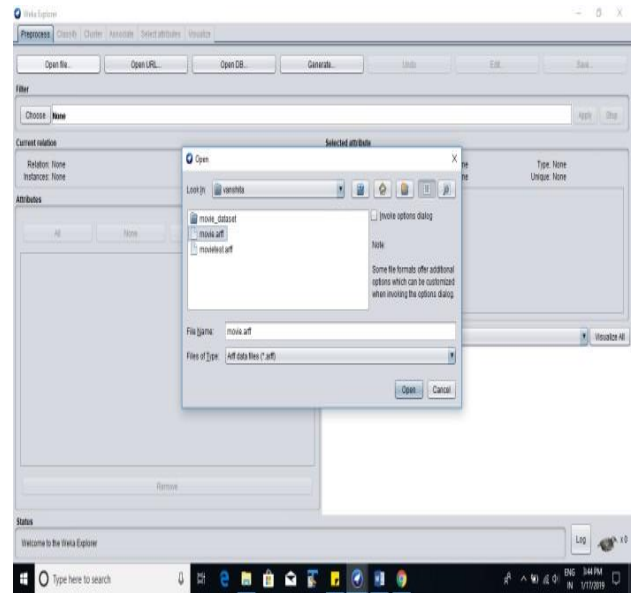 Weka Explorer
Preprocess Classify Cluster Associate Select attributes Visualize
Open file... Open URL... Open DB... Generate... Undo Edit... Save...
Filter
Choose None Apply Stop
Current relation Selected attribute
Relation: None
Instances: None
Type: None
Unique: None
Attributes
All None
Remove
Visualize All
Open X
Look In: vanshita
movie_dataset
movie.arff
movietest.arff
Invoke options dialog
Note:
Some file formats offer additional
options which can be customized
when invoking the options dialog.
File Name: movie.arff
Files of Type: Arff data files (*.arff)
Open Cancel
Status
Welcome to the Weka Explorer
Log x 0
Type here to search
ENG 3:44 PM
IN 1/17/2019